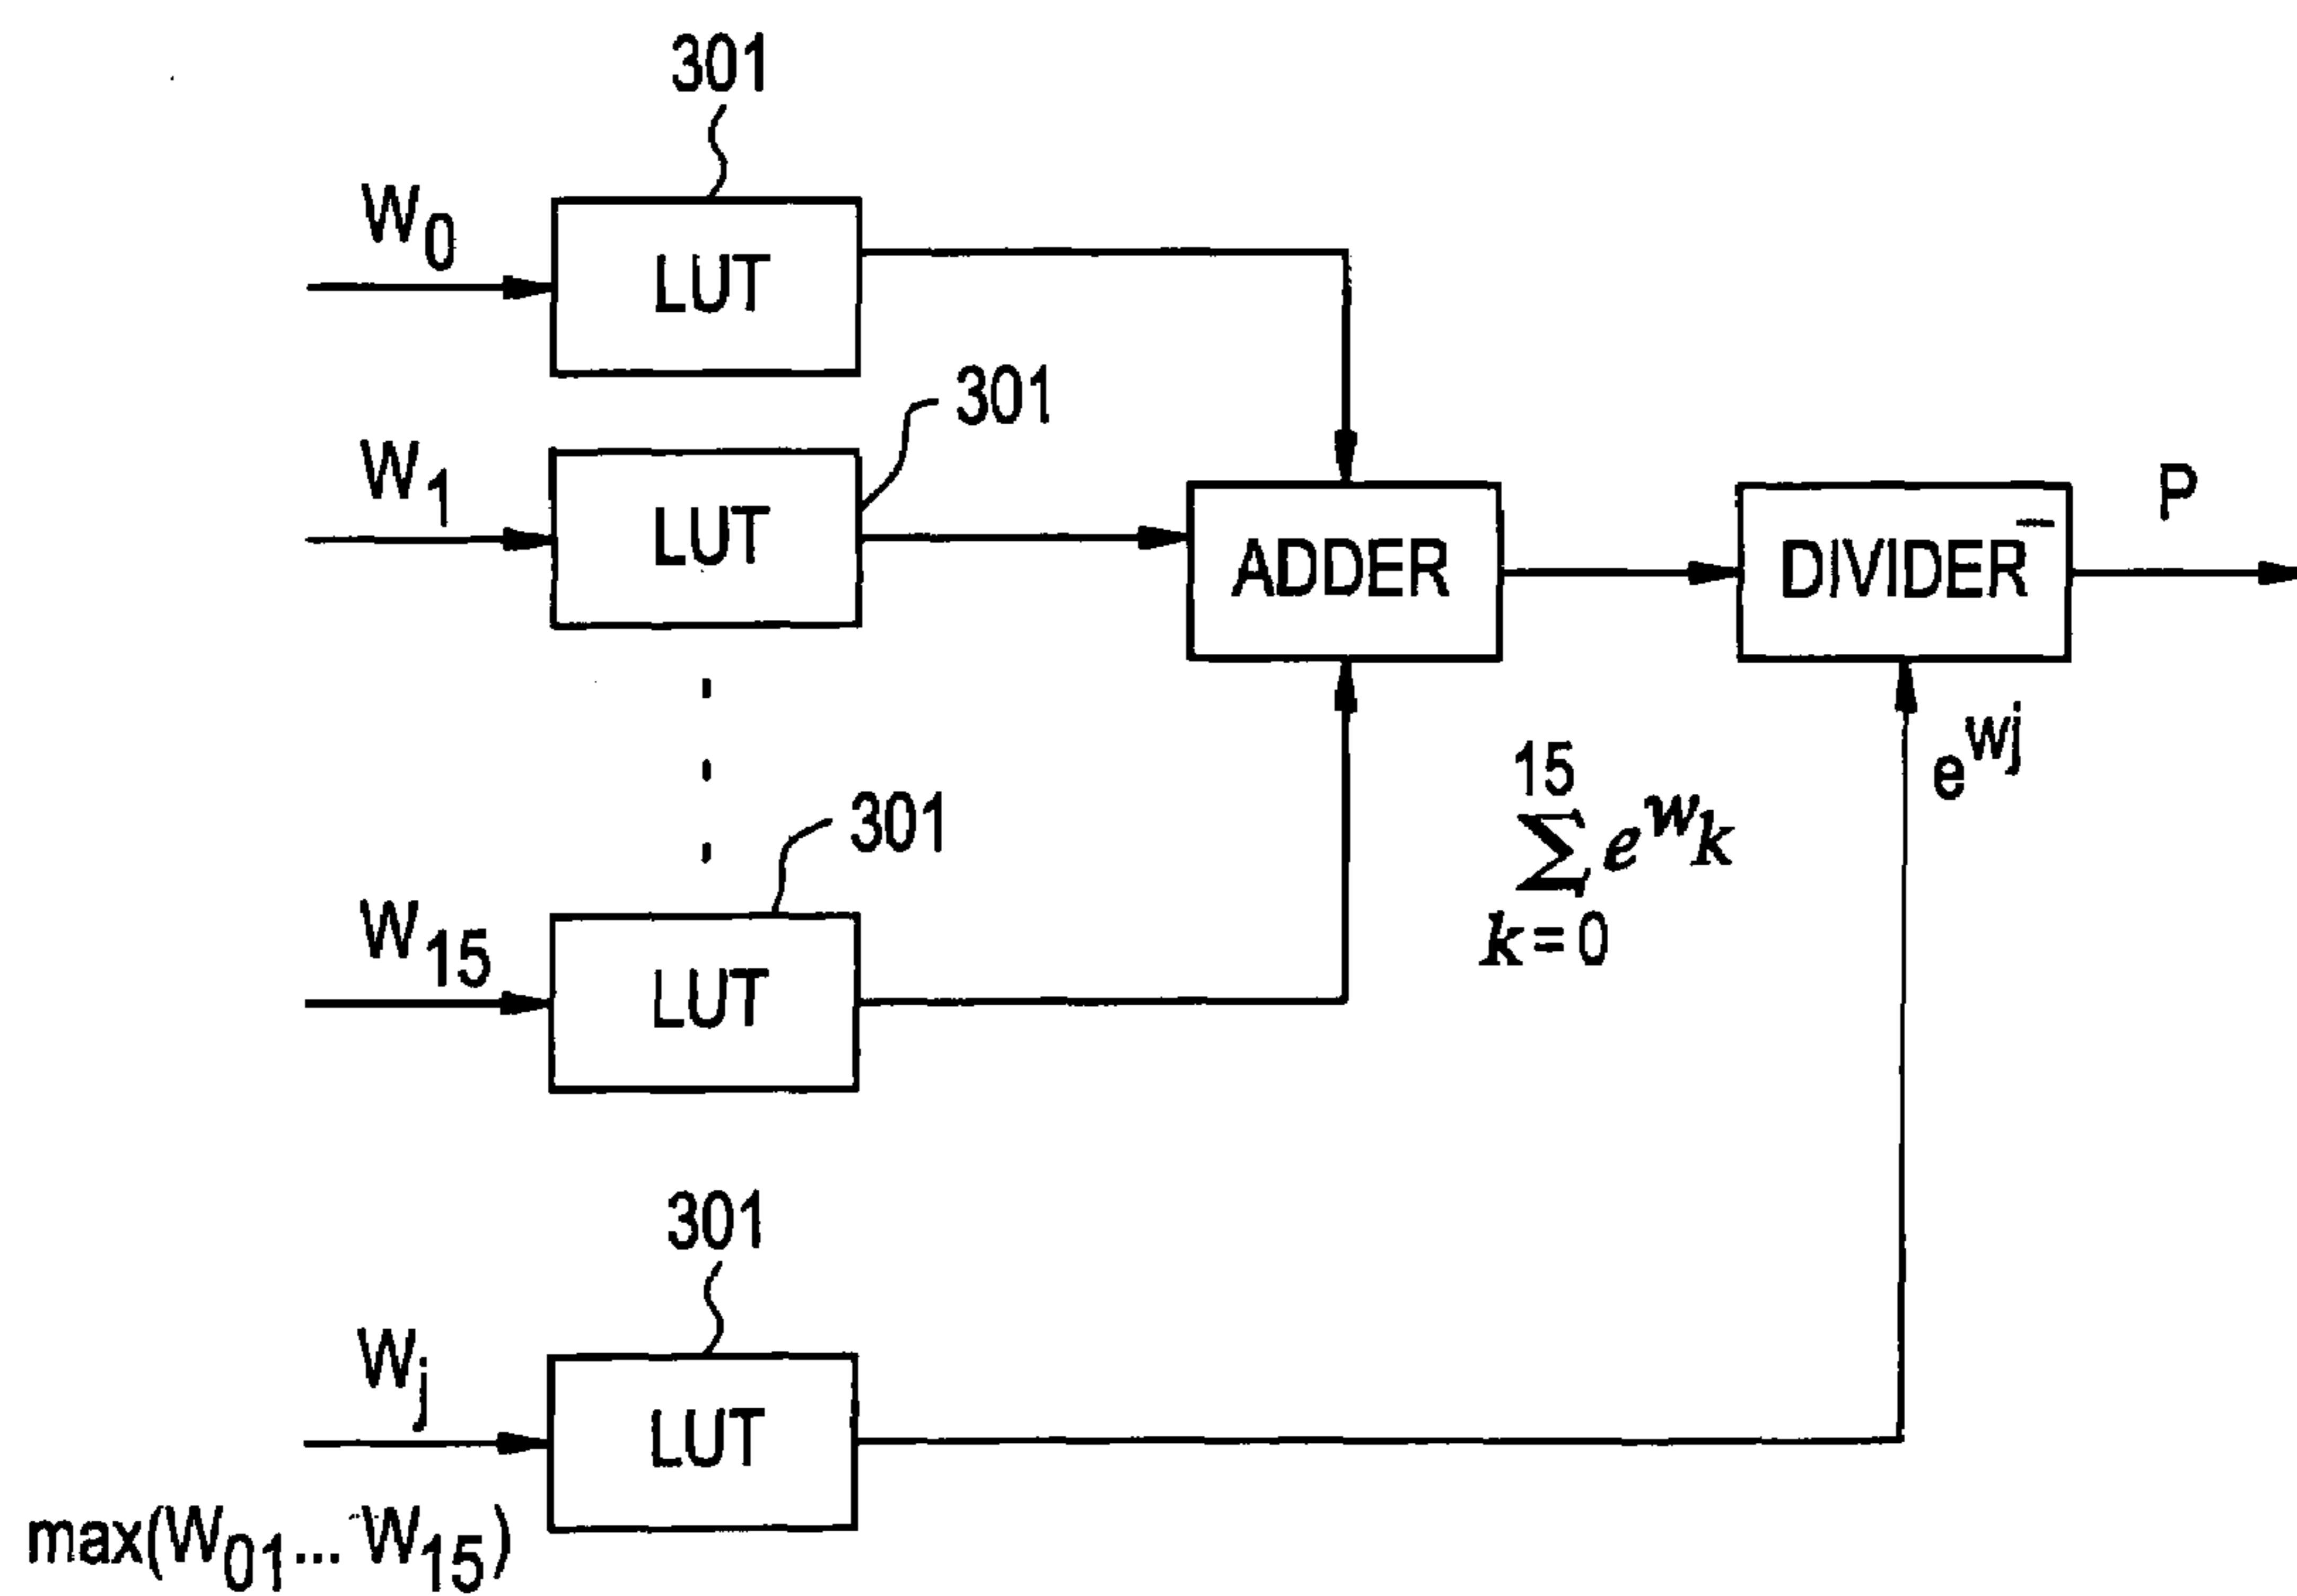 301
W0
LUT
301
W1
LUT
ADDER
DIVIDER
P
301
W15
LUT
15
∑ e^wk
k=0
e^wj
301
Wj
LUT
max(W01... W15)